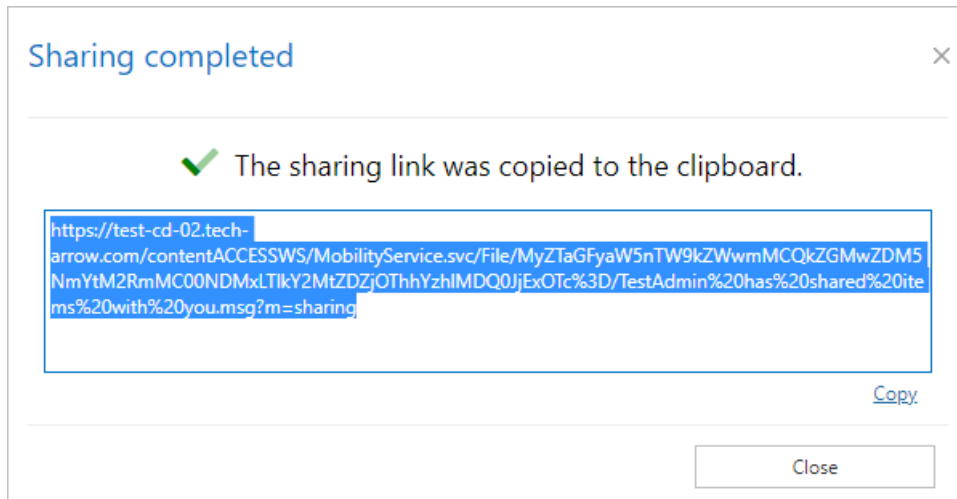 Sharing completed
The sharing link was copied to the clipboard.
https://test-cd-02.tech-
arrow.com/contentACCESSWS/MobilityService.svc/File/MyZTaGFyaW5nTW9kZWwmMCQkZGMwZDM5
NmYtM2RmMC00NDMxLTlkY2MtZDZjOThhYzhlMDQ0JjExOTc%3D/TestAdmin%20has%20shared%20ite
ms%20with%20you.msg?m=sharing
Copy
Close